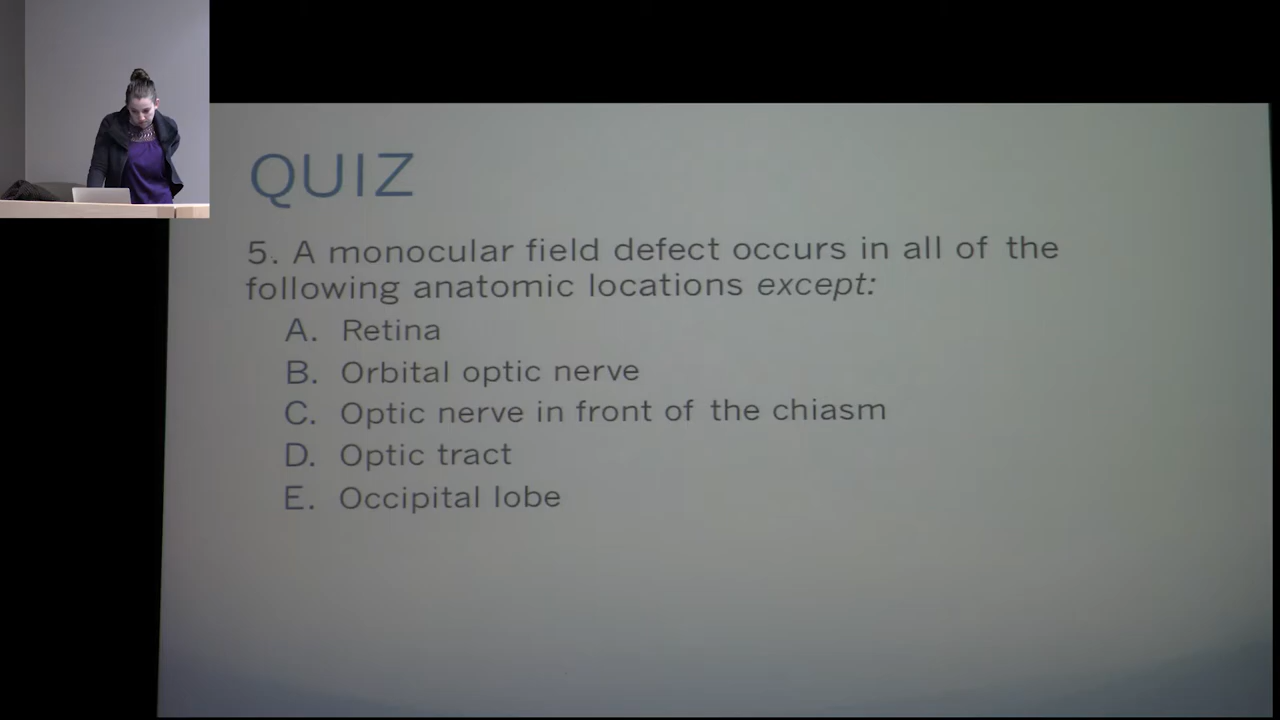 QUIZ
5. A monocular field defect occurs in all of the
following anatomic locations except:
A. Retina
B. Orbital optic nerve
C. Optic nerve in front of the chiasm
D. Optic tract
E. Occipital lobe